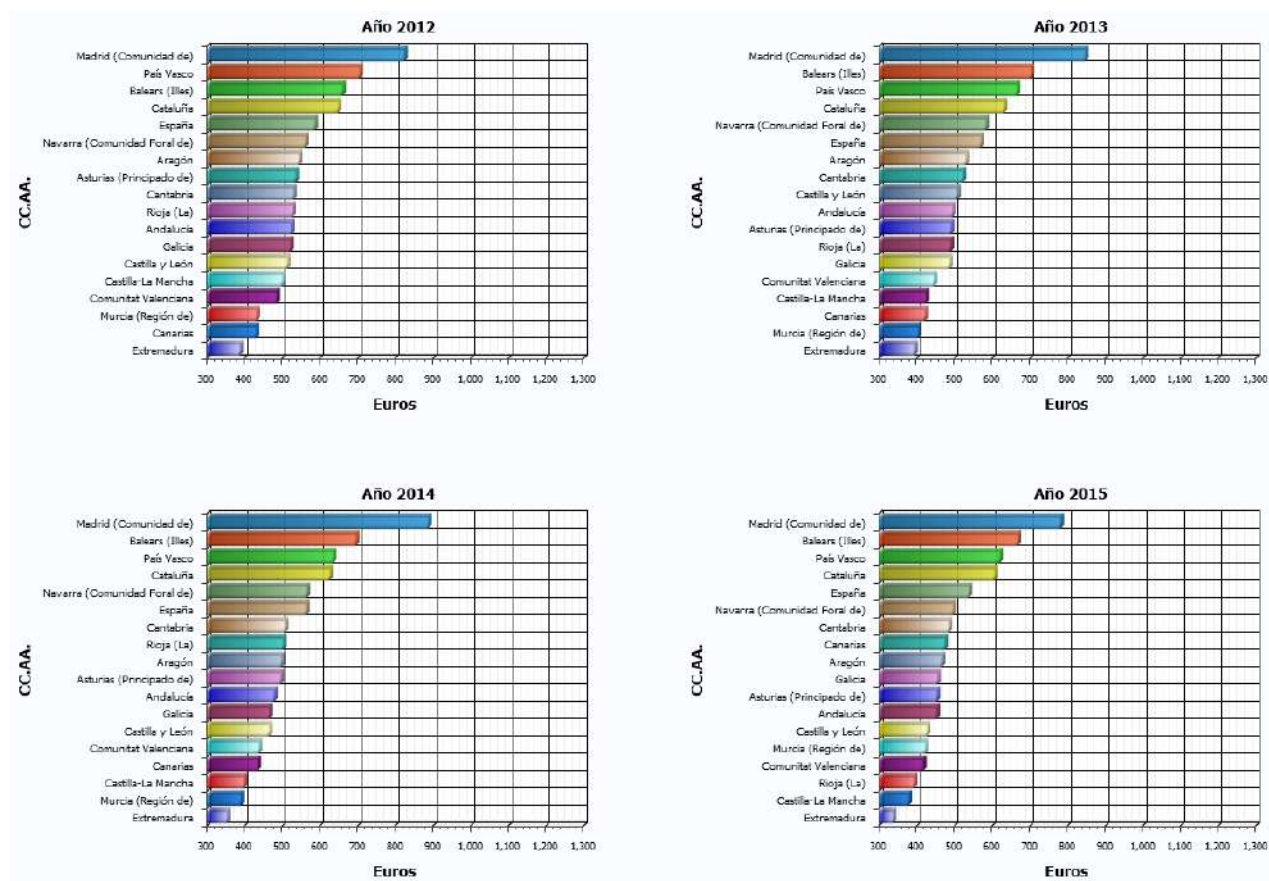 Año 2012
Madrid (Comunidad de)
País Vasco
Balears (Illes)
Cataluña
España
Navarra (Comunidad Foral de)
Aragón
Asturias (Principado de)
Cantabria
Rioja (La)
Andalucía
Galicia
Castilla y León
Castilla-La Mancha
Comunitat Valenciana
Murcia (Región de)
Canarias
Extremadura
CC.AA.
300 400 500 600 700 800 900 1,000 1,100 1,200 1,300
Euros
Año 2013
Madrid (Comunidad de)
Balears (Illes)
País Vasco
Cataluña
Navarra (Comunidad Foral de)
España
Aragón
Cantabria
Castilla y León
Andalucía
Asturias (Principado de)
Rioja (La)
Galicia
Comunitat Valenciana
Castilla-La Mancha
Canarias
Murcia (Región de)
Extremadura
CC.AA.
300 400 500 600 700 800 900 1,000 1,100 1,200 1,300
Euros
Año 2014
Madrid (Comunidad de)
Balears (Illes)
País Vasco
Cataluña
Navarra (Comunidad Foral de)
España
Cantabria
Rioja (La)
Aragón
Asturias (Principado de)
Andalucía
Galicia
Castilla y León
Comunitat Valenciana
Canarias
Castilla-La Mancha
Murcia (Región de)
Extremadura
CC.AA.
300 400 500 600 700 800 900 1,000 1,100 1,200 1,300
Euros
Año 2015
Madrid (Comunidad de)
Balears (Illes)
País Vasco
Cataluña
España
Navarra (Comunidad Foral de)
Cantabria
Canarias
Aragón
Galicia
Asturias (Principado de)
Andalucía
Castilla y León
Murcia (Región de)
Comunitat Valenciana
Rioja (La)
Castilla-La Mancha
Extremadura
CC.AA.
300 400 500 600 700 800 900 1,000 1,100 1,200 1,300
Euros